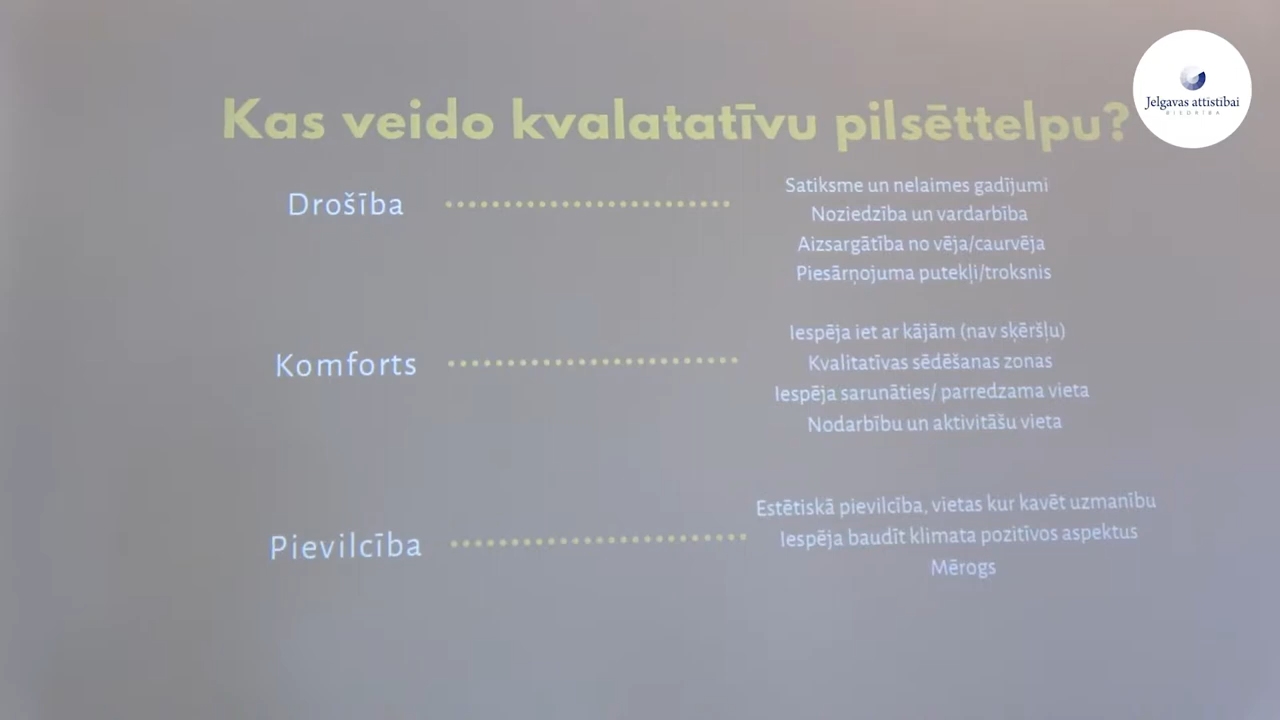 Kas veido kvalatatīvu pilsēttelpu?
Jelgavas attīstībai
BIEDRĪBA
Drošība
Satiksme un nelaimes gadījumi
Noziedzība un vardarbība
Aizsargātība no vēja/caurvēja
Piesārņojuma putekļi/troksnis
Komforts
Iespēja iet ar kājām (nav sķēršļu)
Kvalitatīvas sēdēšanas zonas
Iespēja sarunāties/ parredzama vieta
Nodarbību un aktivitāšu vieta
Pievilcība
Estētiskā pievilcība, vietas kur kavēt uzmanību
Iespēja baudīt klimata pozitīvos aspektus
Mērogs